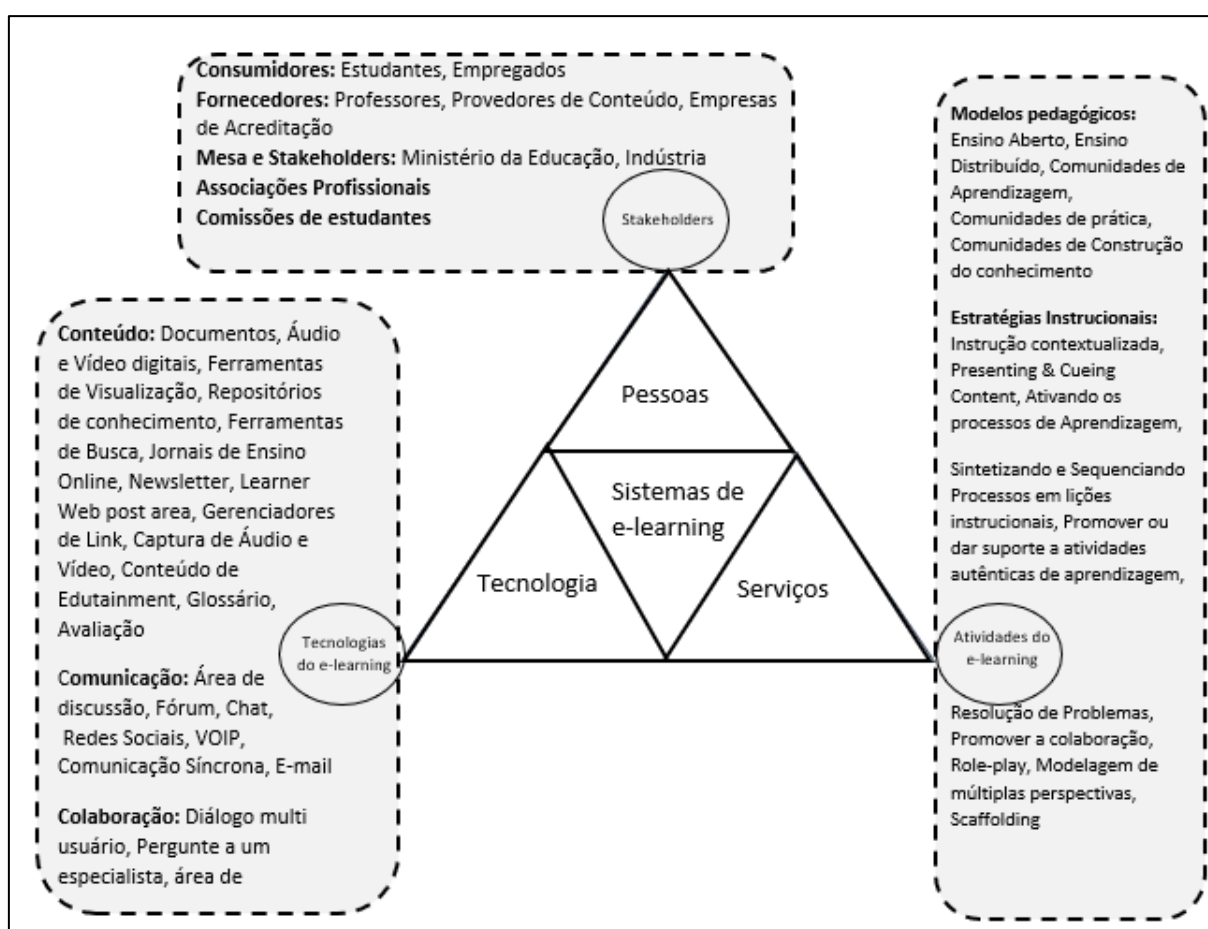 Consumidores: Estudantes, Empregados
Fornecedores: Professores, Provedores de Conteúdo, Empresas
de Acreditação
Mesa e Stakeholders: Ministério da Educação, Indústria
Associações Profissionais
Comissões de estudantes
Stakeholders
Modelos pedagógicos:
Ensino Aberto, Ensino
Distribuído, Comunidades de
Aprendizagem,
Comunidades de prática,
Comunidades de Construção
do conhecimento
Estratégias Instrucionais:
Instrução contextualizada,
Presenting & Cueing
Content, Ativando os
processos de Aprendizagem,
Sintetizando e Sequenciando
Processos em lições
instrucionais, Promover ou
dar suporte a atividades
autênticas de aprendizagem,
Atividades do
e-learning
Resolução de Problemas,
Promover a colaboração,
Role-play, Modelagem de
múltiplas perspectivas,
Scaffolding
Conteúdo: Documentos, Áudio
e Vídeo digitais, Ferramentas
de Visualização, Repositórios
de conhecimento, Ferramentas
de Busca, Jornais de Ensino
Online, Newsletter, Learner
Web post area, Gerenciadores
de Link, Captura de Áudio e
Vídeo, Conteúdo de
Edutainment, Glossário,
Avaliação
Tecnologias
do e-learning
Comunicação: Área de
discussão, Fórum, Chat,
Redes Sociais, VOIP,
Comunicação Síncrona, E-mail
Colaboração: Diálogo multi
usuário, Pergunte a um
especialista, área de
Pessoas
Sistemas de
e-learning
Tecnologia
Serviços